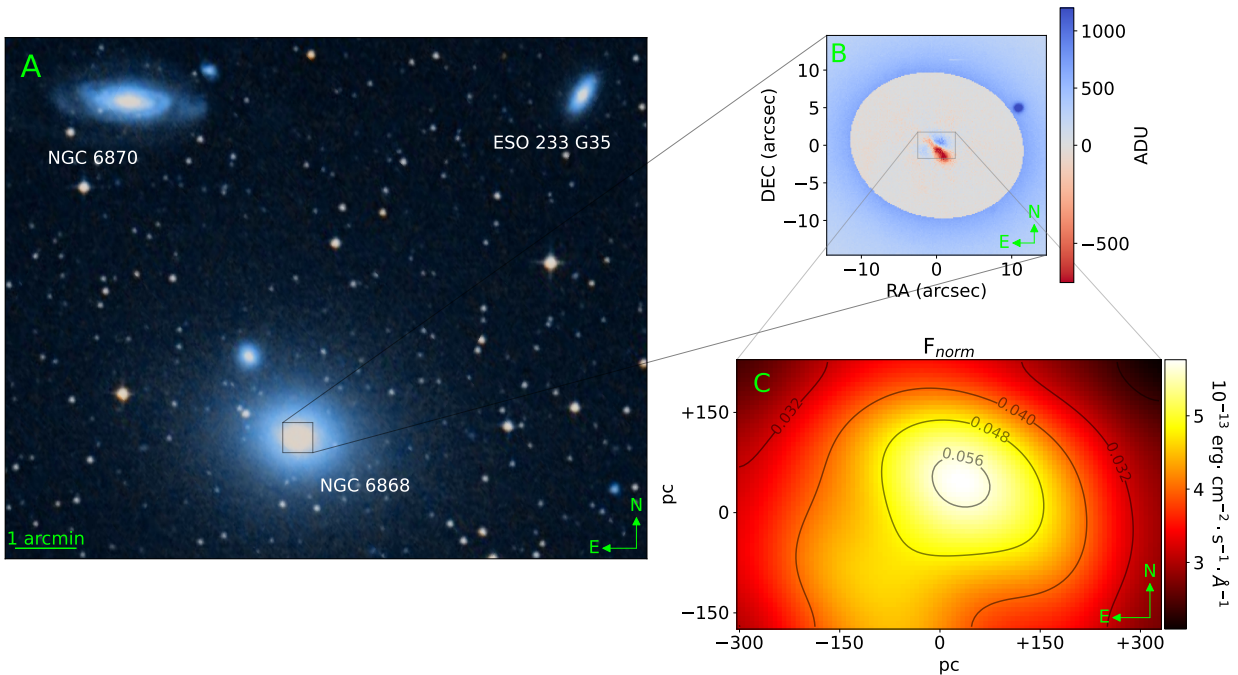 A
NGC 6870
ESO 233 G35
NGC 6868
1 arcmin
N
E
B
10
5
0
−5
−10
DEC (arcsec)
−10
0
10
RA (arcsec)
N
E
1000
500
0
−500
ADU
F_norm
C
+150
0
−150
pc
−300
−150
0
+150
+300
pc
0.032
0.040
0.048
0.056
0.032
N
E
5
4
3
10⁻¹³ erg· cm⁻² · s⁻¹ · Å⁻¹